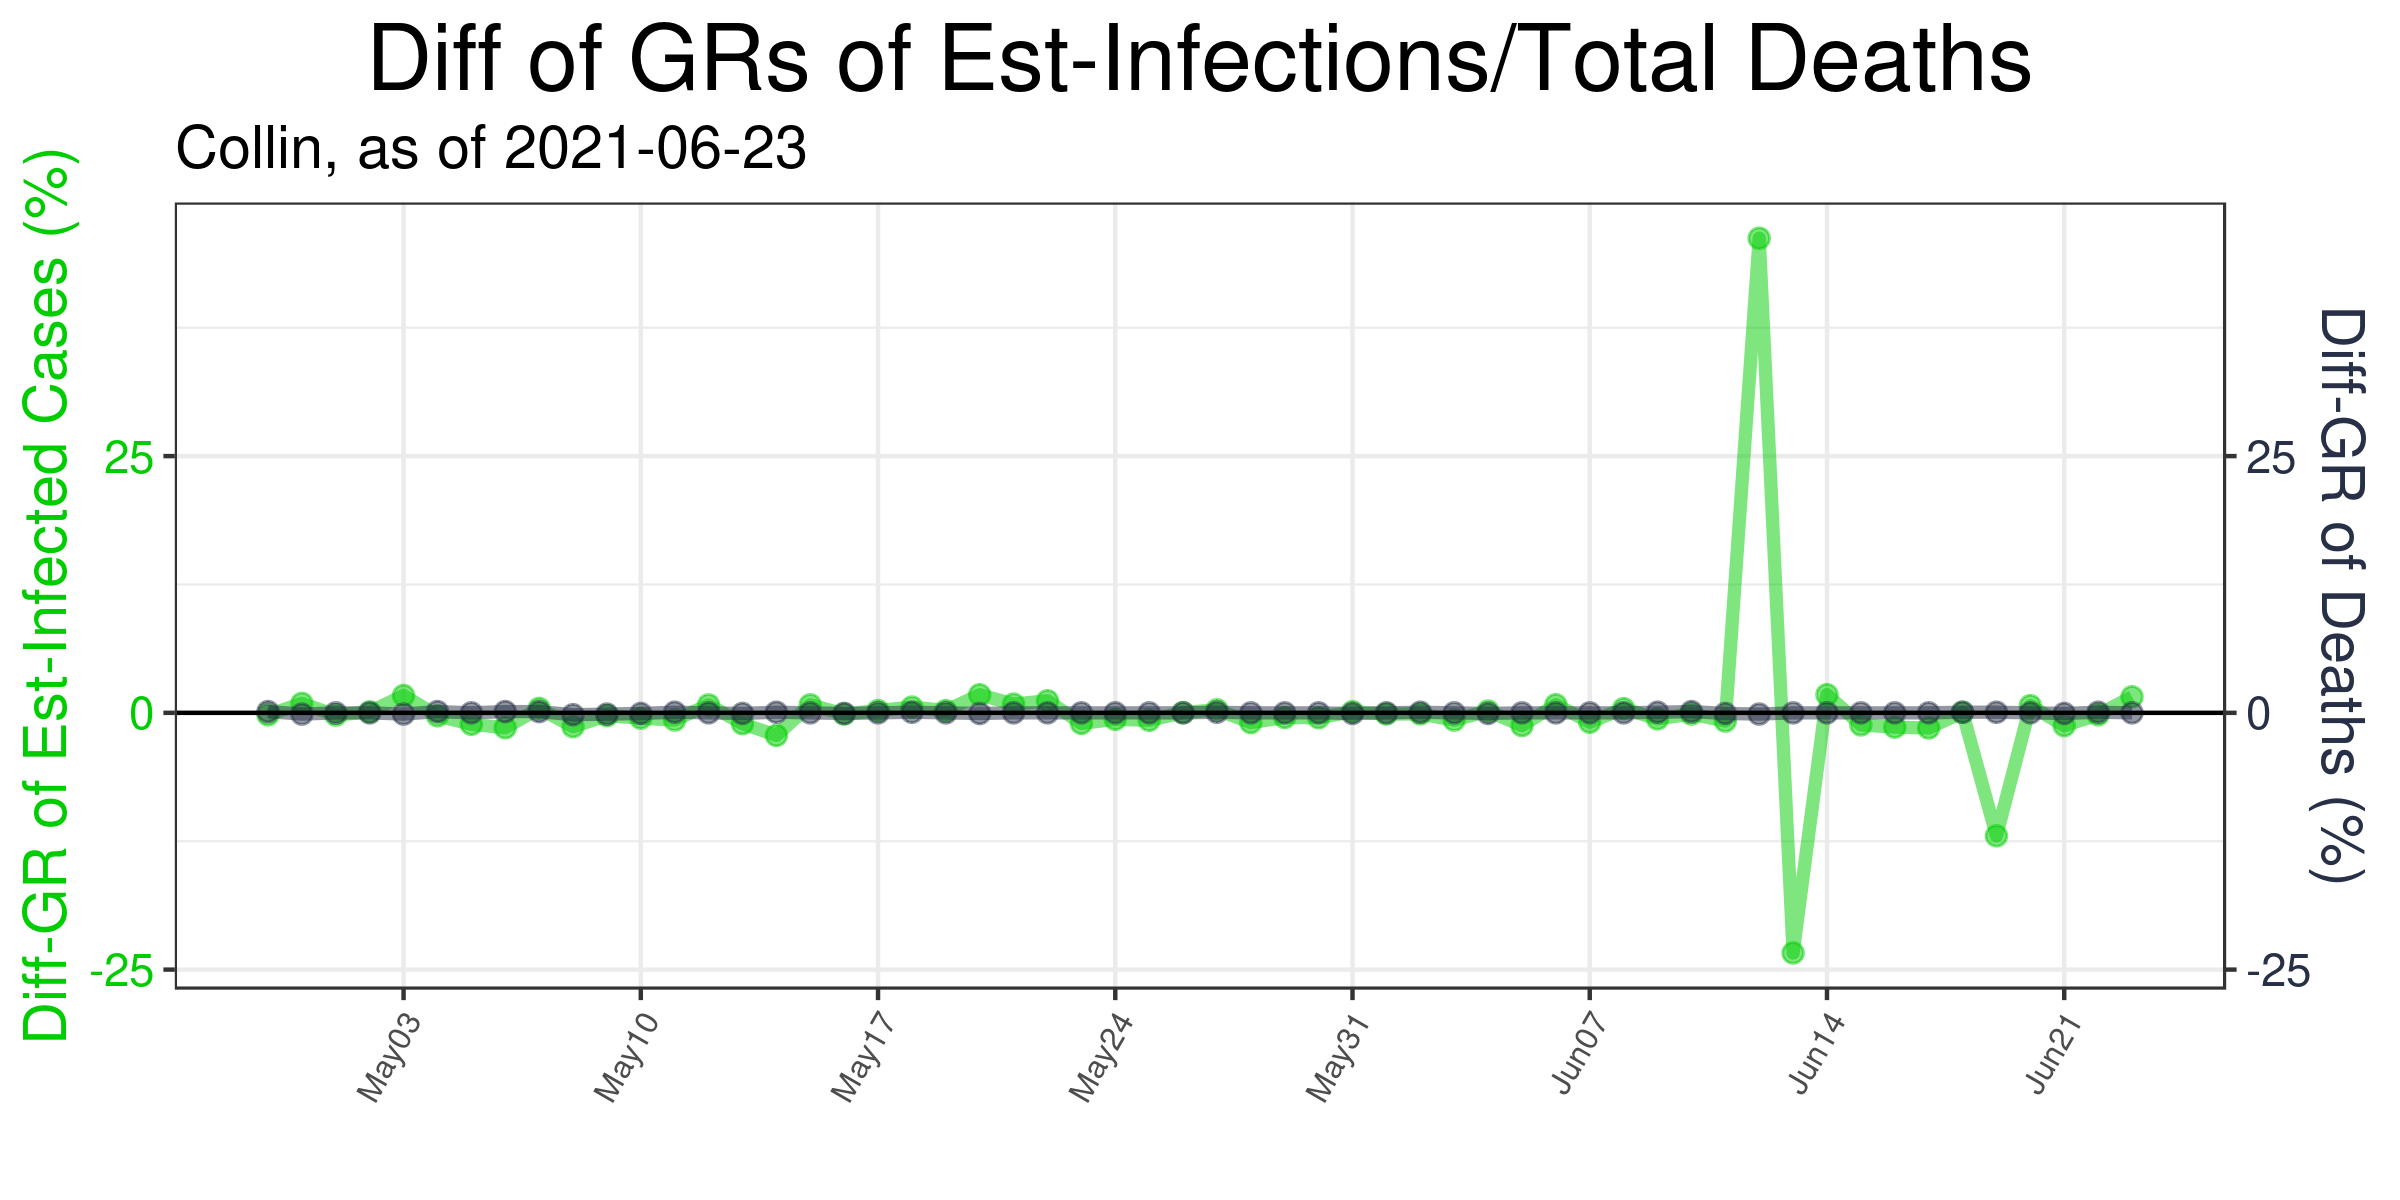 Diff of GRs of Est-Infections/Total Deaths
Collin, as of 2021-06-23
Diff-GR of Est-Infected Cases (%)
25
0
-25
25
0
-25
Diff-GR of Deaths (%)
May03
May10
May17
May24
May31
Jun07
Jun14
Jun21